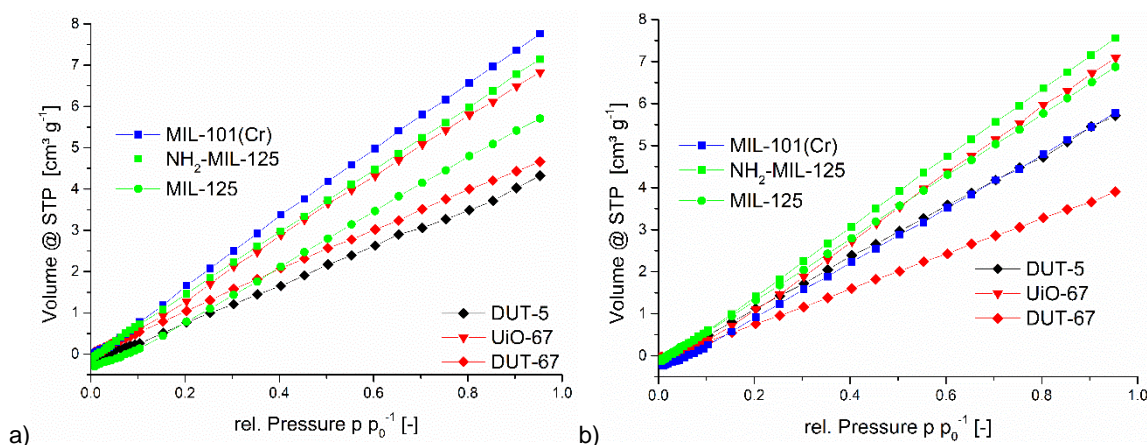 8
7
6
5
4
3
2
1
0
Volume @ STP [cm³ g⁻¹]
MIL-101(Cr)
NH₂-MIL-125
MIL-125
DUT-5
UiO-67
DUT-67
0.0 0.2 0.4 0.6 0.8 1.0
rel. Pressure p p₀⁻¹ [-]
a)
8
7
6
5
4
3
2
1
0
Volume @ STP [cm³ g⁻¹]
MIL-101(Cr)
NH₂-MIL-125
MIL-125
DUT-5
UiO-67
DUT-67
0.0 0.2 0.4 0.6 0.8 1.0
rel. Pressure p p₀⁻¹ [-]
b)